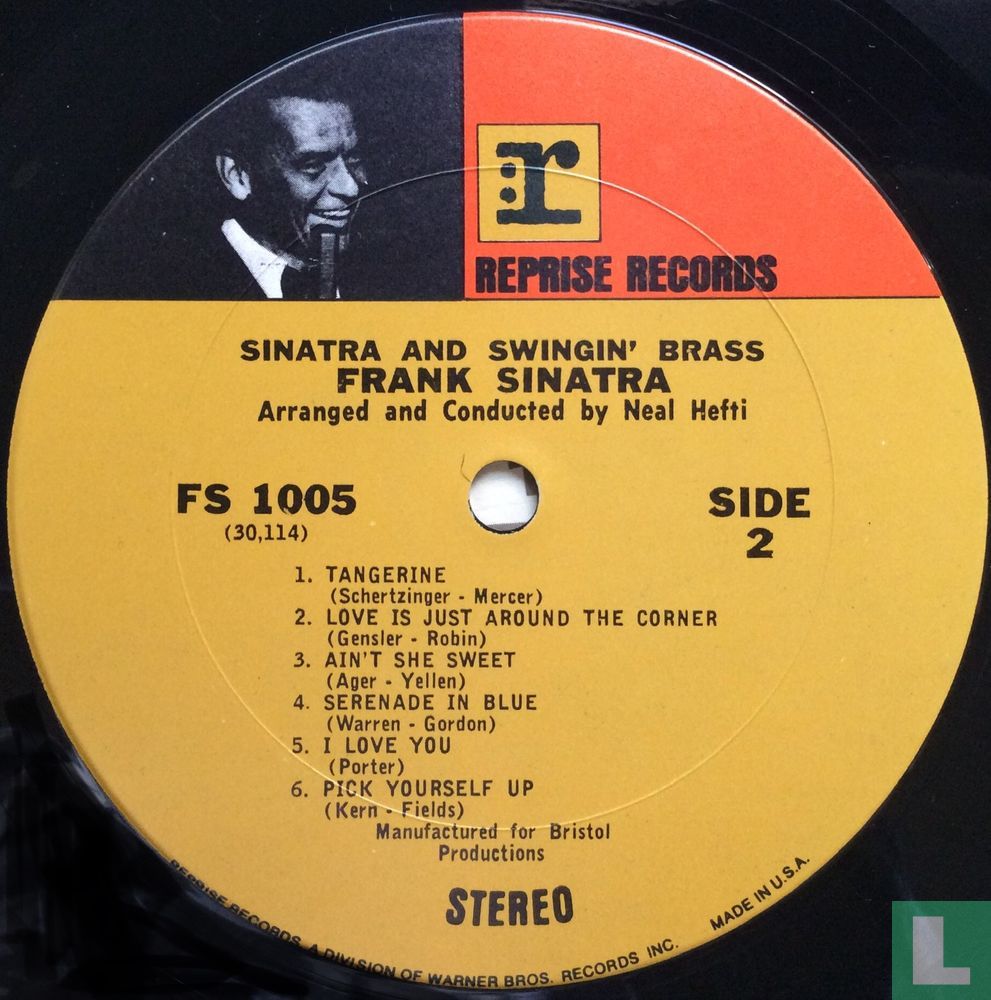 r
REPRISE RECORDS
SINATRA AND SWINGIN' BRASS
FRANK SINATRA
Arranged and Conducted by Neal Hefti
FS 1005
(30,114)
SIDE
2
1. TANGERINE
(Schertzinger - Mercer)
2. LOVE IS JUST AROUND THE CORNER
(Gensler - Robin)
3. AIN'T SHE SWEET
(Ager - Yellen)
4. SERENADE IN BLUE
(Warren - Gordon)
5. I LOVE YOU
(Porter)
6. PICK YOURSELF UP
(Kern - Fields)
Manufactured for Bristol
Productions
STEREO
REPRISE RECORDS, A DIVISION OF WARNER BROS. RECORDS INC.
MADE IN U.S.A.
L